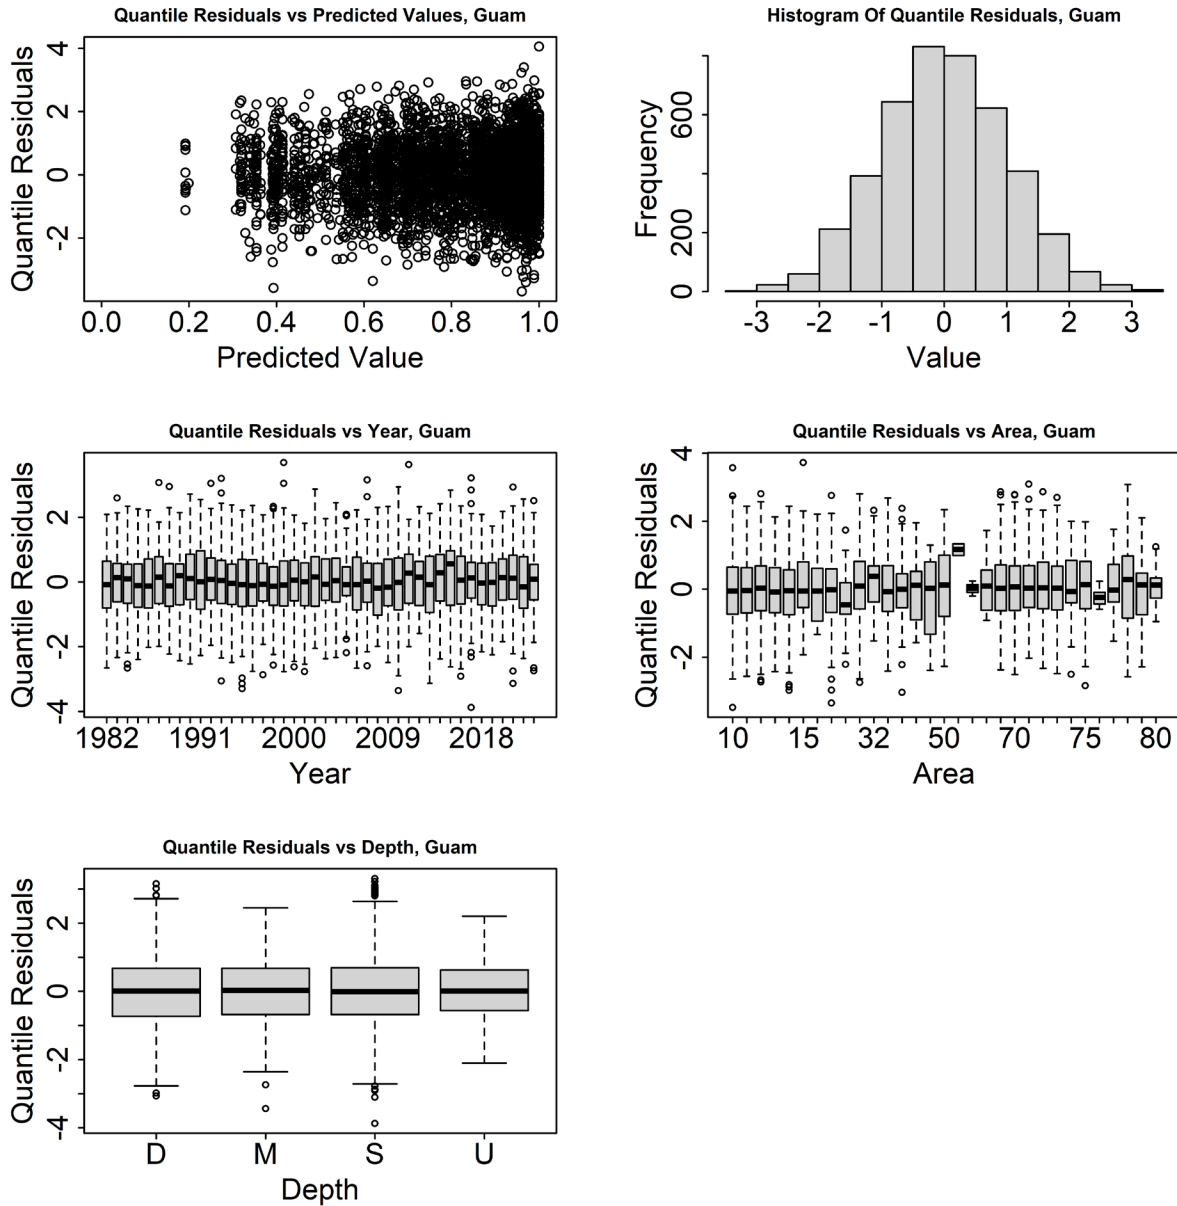 Quantile Residuals vs Predicted Values, Guam
Quantile Residuals
4
2
0
-2
0.0 0.2 0.4 0.6 0.8 1.0
Predicted Value
Histogram Of Quantile Residuals, Guam
Frequency
600
200
0
-3 -2 -1 0 1 2 3
Value
Quantile Residuals vs Year, Guam
Quantile Residuals
2
0
-2
-4
1982 1991 2000 2009 2018
Year
Quantile Residuals vs Area, Guam
Quantile Residuals
4
2
0
-2
10 15 32 50 70 75 80
Area
Quantile Residuals vs Depth, Guam
Quantile Residuals
2
0
-2
-4
D M S U
Depth